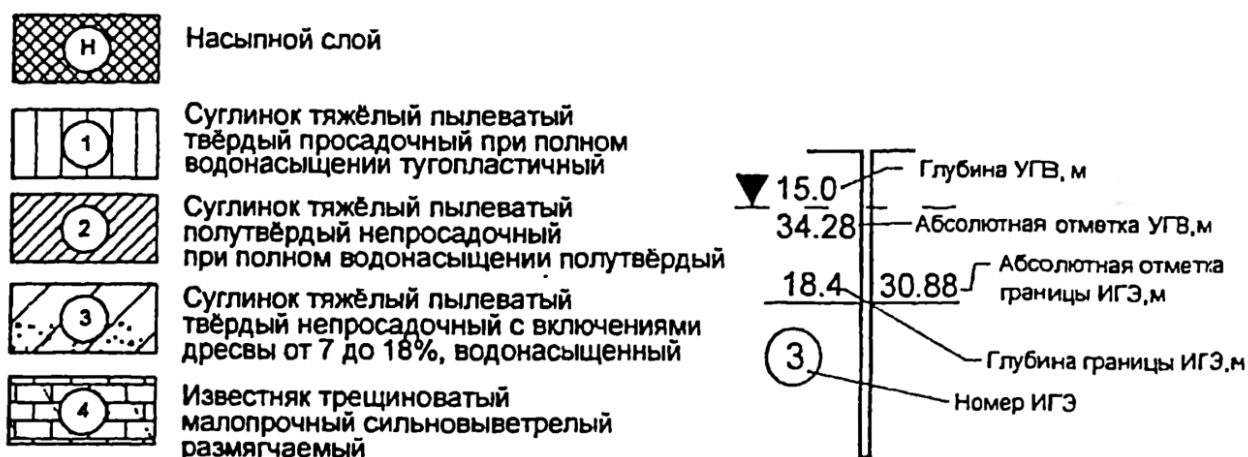 Н
Насыпной слой
1
Суглинок тяжёлый пылеватый
твёрдый просадочный при полном
водонасыщении тугопластичный
2
Суглинок тяжёлый пылеватый
полутвёрдый непросадочный
при полном водонасыщении полутвёрдый
3
Суглинок тяжёлый пылеватый
твёрдый непросадочный с включениями
дресвы от 7 до 18%, водонасыщенный
4
Известняк трещиноватый
малопрочный сильновыветрелый
размягчаемый
15.0
Глубина УГВ, м
34.28
Абсолютная отметка УГВ,м
18.4
30.88
Абсолютная отметка
границы ИГЭ,м
3
Глубина границы ИГЭ,м
Номер ИГЭ